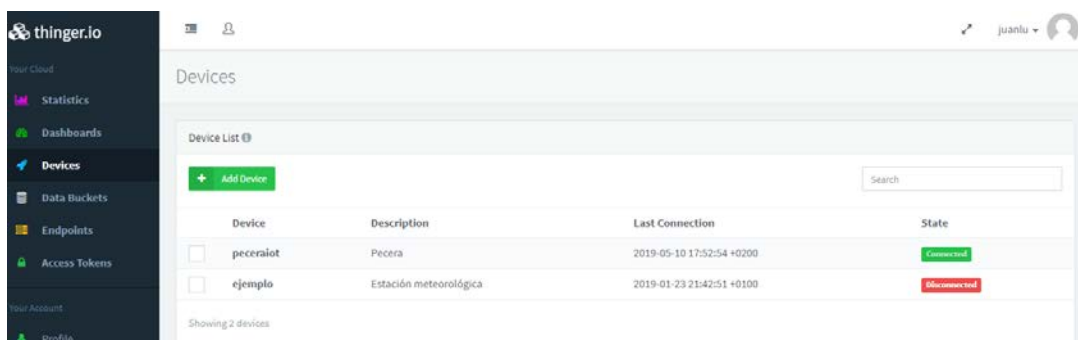 thinger.io
juanlu
Your Cloud
Statistics
Dashboards
Devices
Data Buckets
Endpoints
Access Tokens
Your Account
Profile
Devices
Device List
+ Add Device
Search
Device Description Last Connection State
peceraiot Pecera 2019-05-10 17:52:54 +0200 Connected
ejemplo Estación meteorológica 2019-01-23 21:42:51 +0100 Disconnected
Showing 2 devices